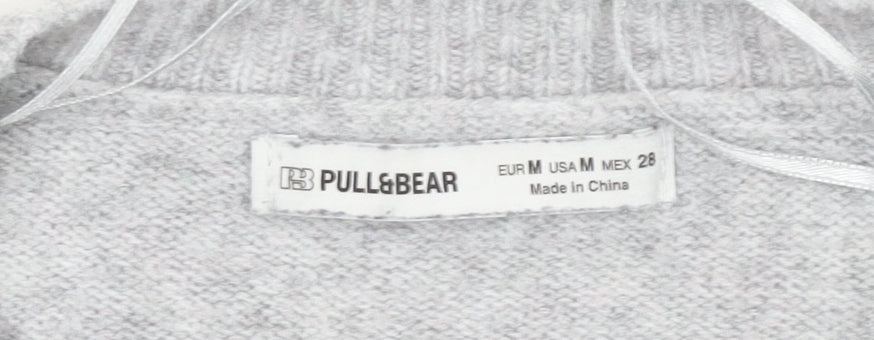 PB PULL&BEAR
EUR M USA M MEX 28
Made in China